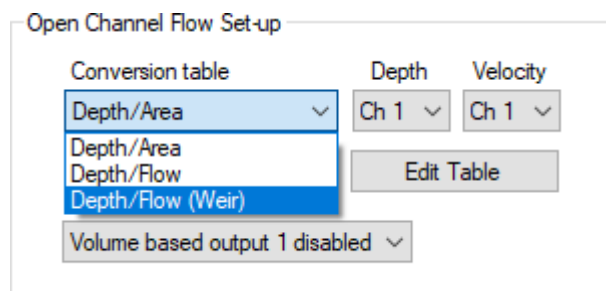 Open Channel Flow Set-up
Conversion table Depth Velocity
Depth/Area Ch 1 Ch 1
Depth/Area
Depth/Flow Edit Table
Depth/Flow (Weir)
Volume based output 1 disabled